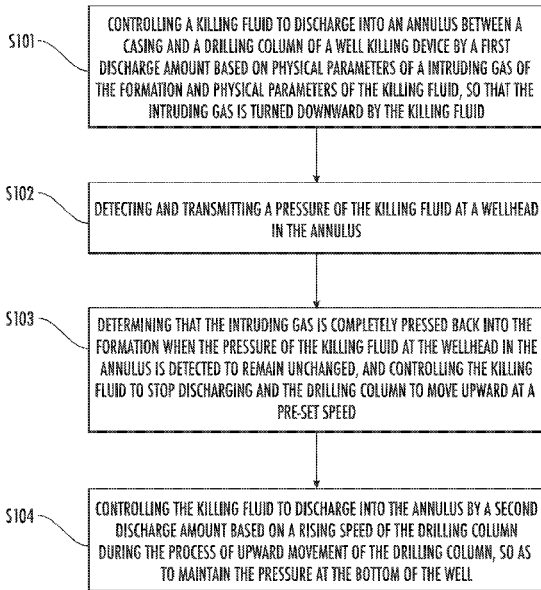 S101
CONTROLLING A KILLING FLUID TO DISCHARGE INTO AN ANNULUS BETWEEN A
CASING AND A DRILLING COLUMN OF A WELL KILLING DEVICE BY A FIRST
DISCHARGE AMOUNT BASED ON PHYSICAL PARAMETERS OF A INTRUDING GAS OF
THE FORMATION AND PHYSICAL PARAMETERS OF THE KILLING FLUID, SO THAT
THE INTRUDING GAS IS TURNED DOWNWARD BY THE KILLING FLUID
S102
DETECTING AND TRANSMITTING A PRESSURE OF THE KILLING FLUID AT A WELLHEAD
IN THE ANNULUS
S103
DETERMINING THAT THE INTRUDING GAS IS COMPLETELY PRESSED BACK INTO THE
FORMATION WHEN THE PRESSURE OF THE KILLING FLUID AT THE WELLHEAD IN THE
ANNULUS IS DETECTED TO REMAIN UNCHANGED, AND CONTROLLING THE KILLING
FLUID TO STOP DISCHARGING AND THE DRILLING COLUMN TO MOVE UPWARD AT A
PRE-SET SPEED
S104
CONTROLLING THE KILLING FLUID TO DISCHARGE INTO THE ANNULUS BY A SECOND
DISCHARGE AMOUNT BASED ON A RISING SPEED OF THE DRILLING COLUMN
DURING THE PROCESS OF UPWARD MOVEMENT OF THE DRILLING COLUMN, SO AS
TO MAINTAIN THE PRESSURE AT THE BOTTOM OF THE WELL